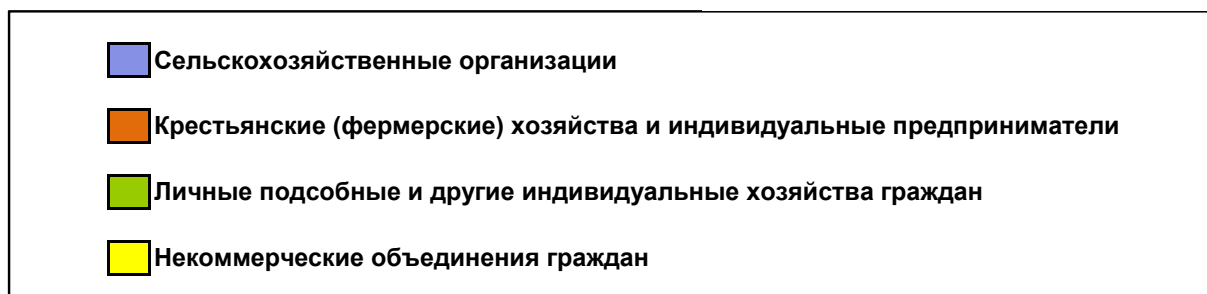 Сельскохозяйственные организации
Крестьянские (фермерские) хозяйства и индивидуальные предприниматели
Личные подсобные и другие индивидуальные хозяйства граждан
Некоммерческие объединения граждан